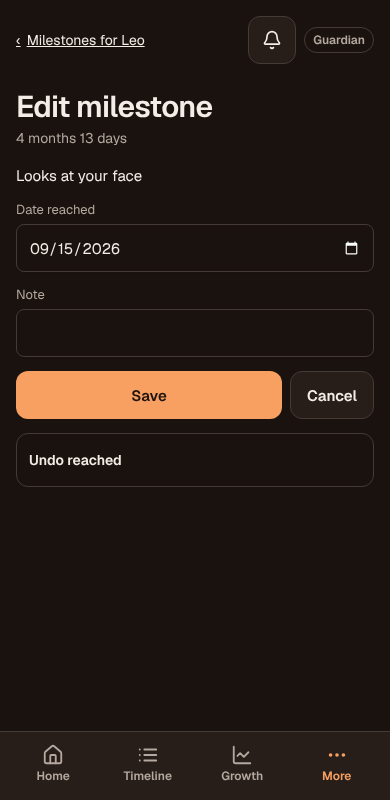 ‹ Milestones for Leo
Guardian
Edit milestone
4 months 13 days
Looks at your face
Date reached
09/15/2026
Note
Save
Cancel
Undo reached
Home
Timeline
Growth
More